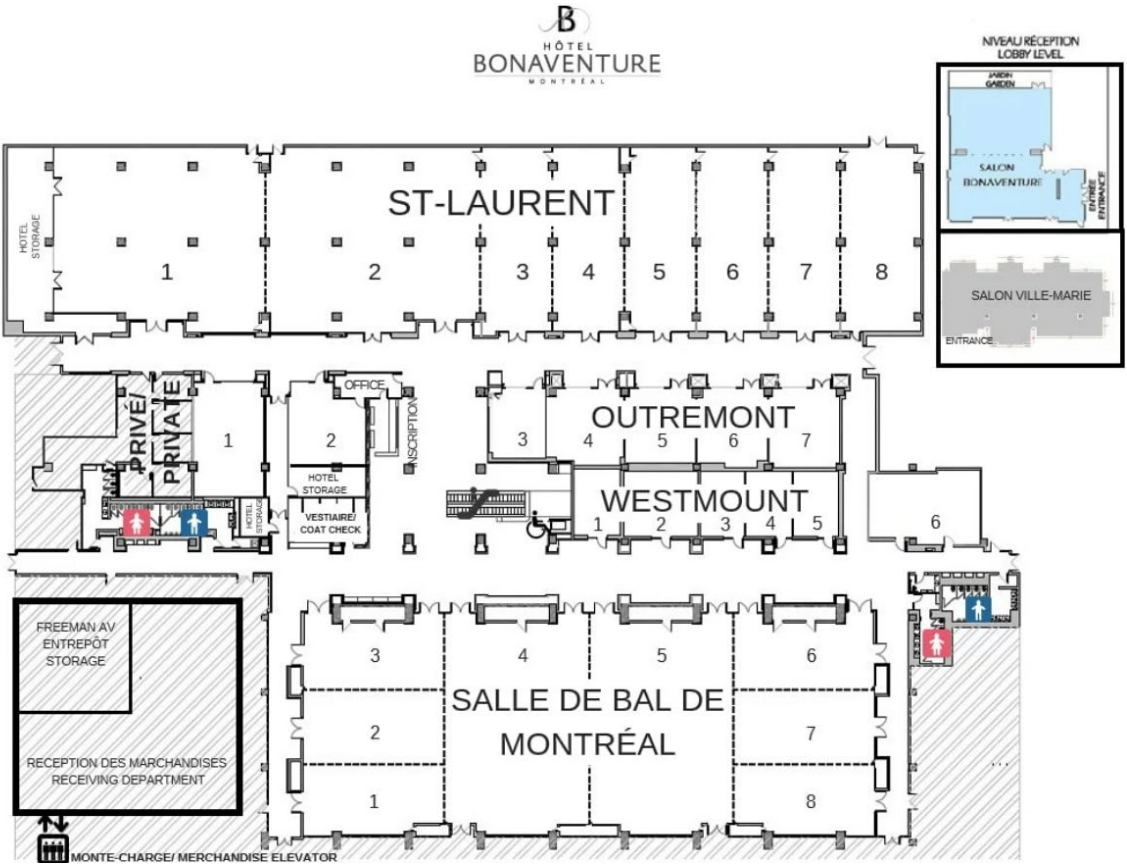 B
HÔTEL
BONAVENTURE
MONTRÉAL
NIVEAU RÉCEPTION
LOBBY LEVEL
JARDIN
GARDEN
SALON
BONAVENTURE
ENTRÉE
ENTRANCE
SALON VILLE-MARIE
ENTRANCE
HOTEL
STORAGE
ST-LAURENT
1
2
3
4
5
6
7
8
PRIVÉ/
PRIVATE
1
2
OFFICE
INSCRIPTION
HOTEL
STORAGE
VESTIAIRE/
COAT CHECK
HOTEL
STORAGE
OUTREMONT
3
4
5
6
7
WESTMOUNT
1
2
3
4
5
6
FREEMAN AV
ENTREPÔT
STORAGE
RECEPTION DES MARCHANDISES
RECEIVING DEPARTMENT
MONTE-CHARGE/ MERCHANDISE ELEVATOR
3
4
5
6
SALLE DE BAL DE
MONTRÉAL
2
7
1
8